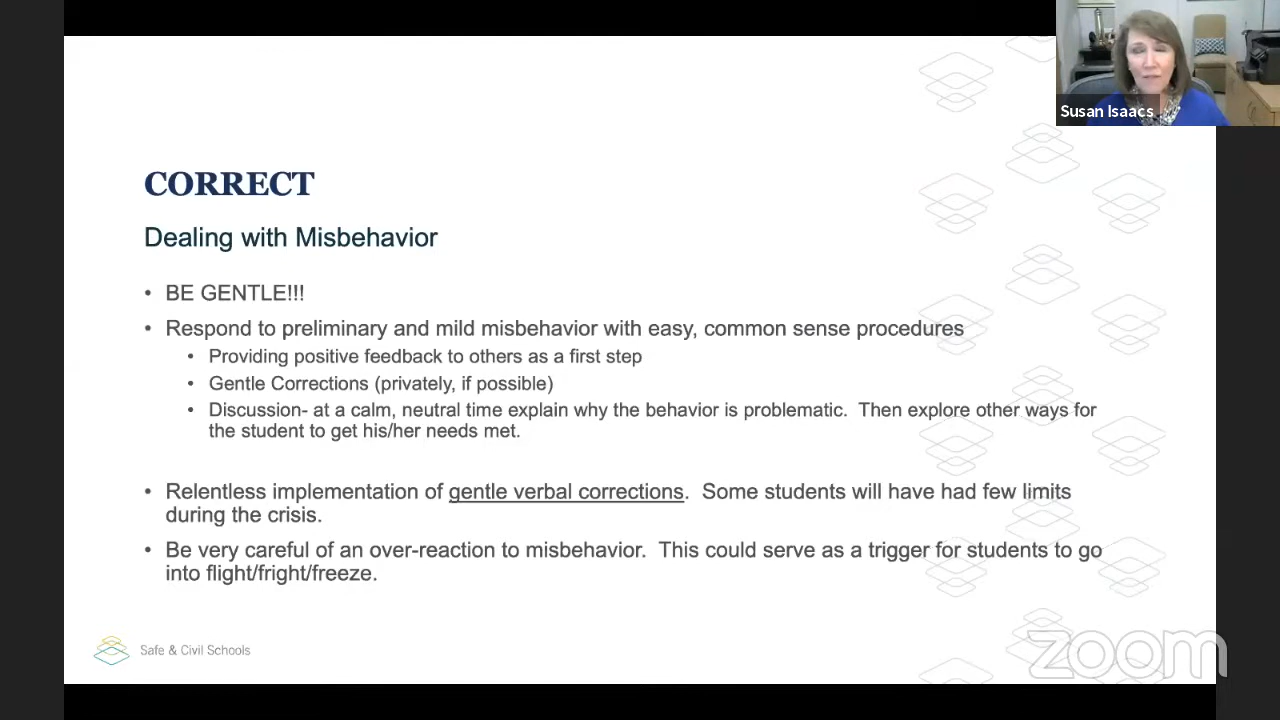 Susan Isaacs
CORRECT
Dealing with Misbehavior
• BE GENTLE!!!
• Respond to preliminary and mild misbehavior with easy, common sense procedures
• Providing positive feedback to others as a first step
• Gentle Corrections (privately, if possible)
• Discussion- at a calm, neutral time explain why the behavior is problematic. Then explore other ways for
the student to get his/her needs met.
• Relentless implementation of gentle verbal corrections. Some students will have had few limits
during the crisis.
• Be very careful of an over-reaction to misbehavior. This could serve as a trigger for students to go
into flight/fright/freeze.
Safe & Civil Schools
zoom